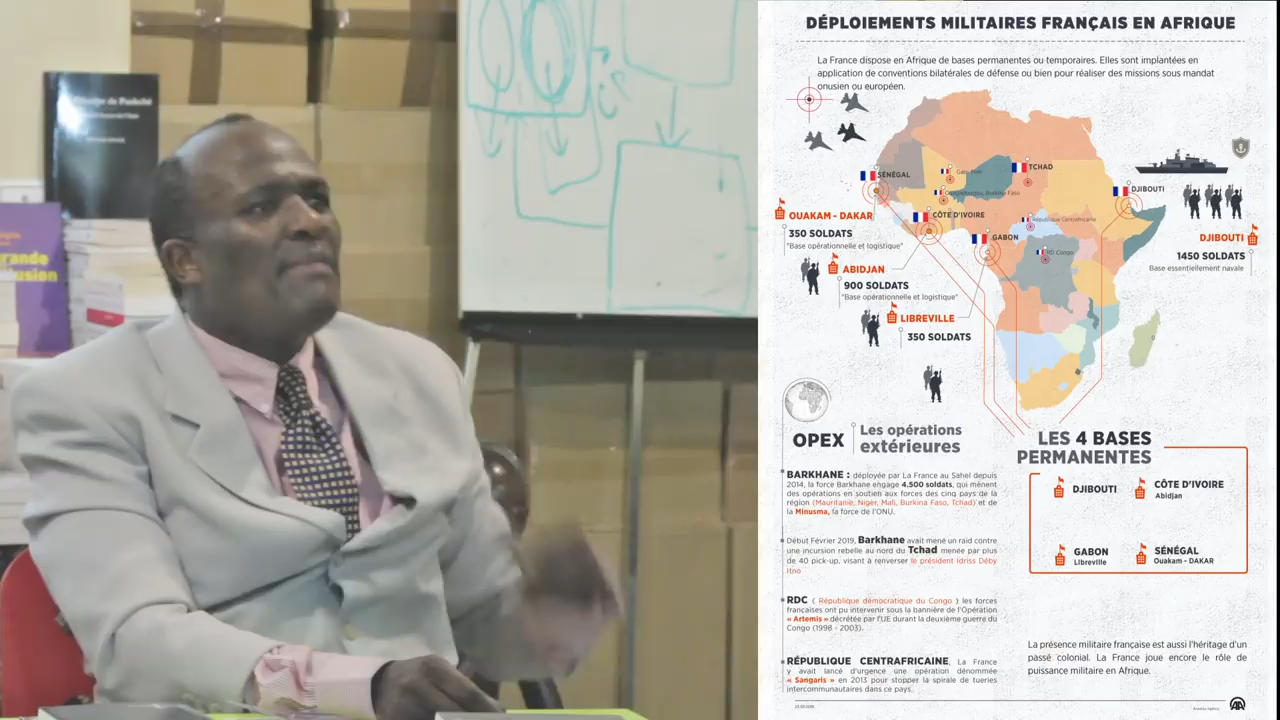 DÉPLOIEMENTS MILITAIRES FRANÇAIS EN AFRIQUE
La France dispose en Afrique de bases permanentes ou temporaires. Elles sont implantées en
application de conventions bilatérales de défense ou bien pour réaliser des missions sous mandat
onusien ou européen.
SÉNÉGAL
TCHAD
DJIBOUTI
Ouagadougou, Burkina Faso
CÔTE D'IVOIRE
République Centrafricaine
GABON
RD Congo
OUAKAM - DAKAR
350 SOLDATS
"Base opérationnelle et logistique"
ABIDJAN
900 SOLDATS
"Base opérationnelle et logistique"
LIBREVILLE
350 SOLDATS
DJIBOUTI
1450 SOLDATS
Base essentiellement navale
OPEX
Les opérations
extérieures
BARKHANE : déployée par La France au Sahel depuis
2014, la force Barkhane engage 4.500 soldats, qui mènent
des opérations en soutien aux forces des cinq pays de la
région (Mauritanie, Niger, Mali, Burkina Faso, Tchad) et de
la Minusma, la force de l'ONU.
Début Février 2019, Barkhane avait mené un raid contre
une incursion rebelle au nord du Tchad menée par plus
de 40 pick-up, visant à renverser le président Idriss Déby
Itno
RDC ( République démocratique du Congo ) les forces
françaises ont pu intervenir sous la bannière de l'Opération
« Artemis » décrétée par l'UE durant la deuxième guerre du
Congo (1998 - 2003).
RÉPUBLIQUE CENTRAFRICAINE, La France
y avait lancé d'urgence une opération dénommée
« Sangaris » en 2013 pour stopper la spirale de tueries
intercommunautaires dans ce pays.
LES 4 BASES
PERMANENTES
DJIBOUTI
CÔTE D'IVOIRE
Abidjan
GABON
Libreville
SÉNÉGAL
Ouakam - DAKAR
La présence militaire française est aussi l'héritage d'un
passé colonial. La France joue encore le rôle de
puissance militaire en Afrique.
AA